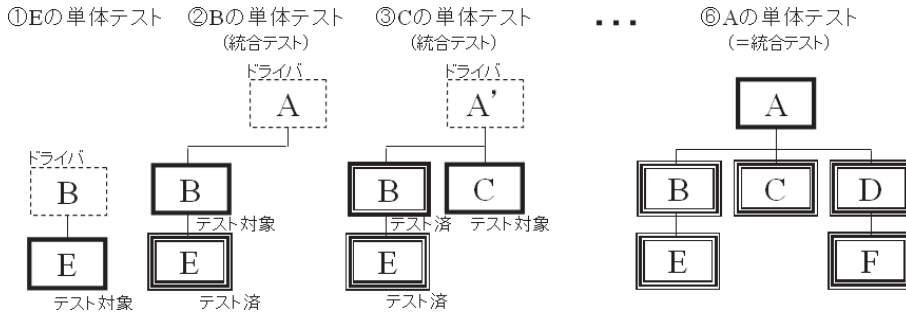 ①Eの単体テスト ②Bの単体テスト ③Cの単体テスト ・・・ ⑥Aの単体テスト
(統合テスト) (統合テスト) (=統合テスト)
ドライバ ドライバ
A A' A
ドライバ
B B B C B C D
テスト対象 テスト済 テスト対象
E E E E F
テスト対象 テスト済 テスト済